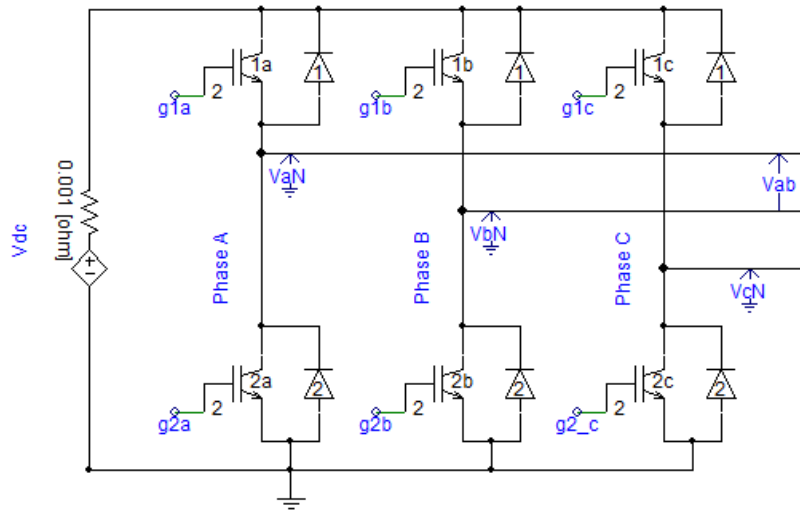 1a
1
1b
1
1c
1
g1a
2
g1b
2
g1c
2
VaN
Vab
VbN
VcN
0.001 [ohm]
Vdc
+
-
Phase A
Phase B
Phase C
2a
2
2b
2
2c
2
g2a
2
g2b
2
g2_c
2